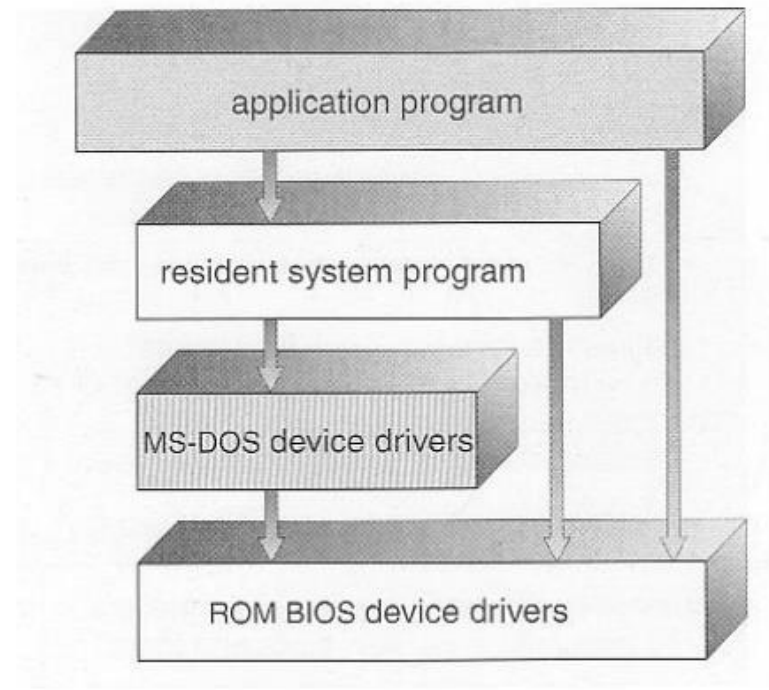 application program
resident system program
MS-DOS device drivers
ROM BIOS device drivers